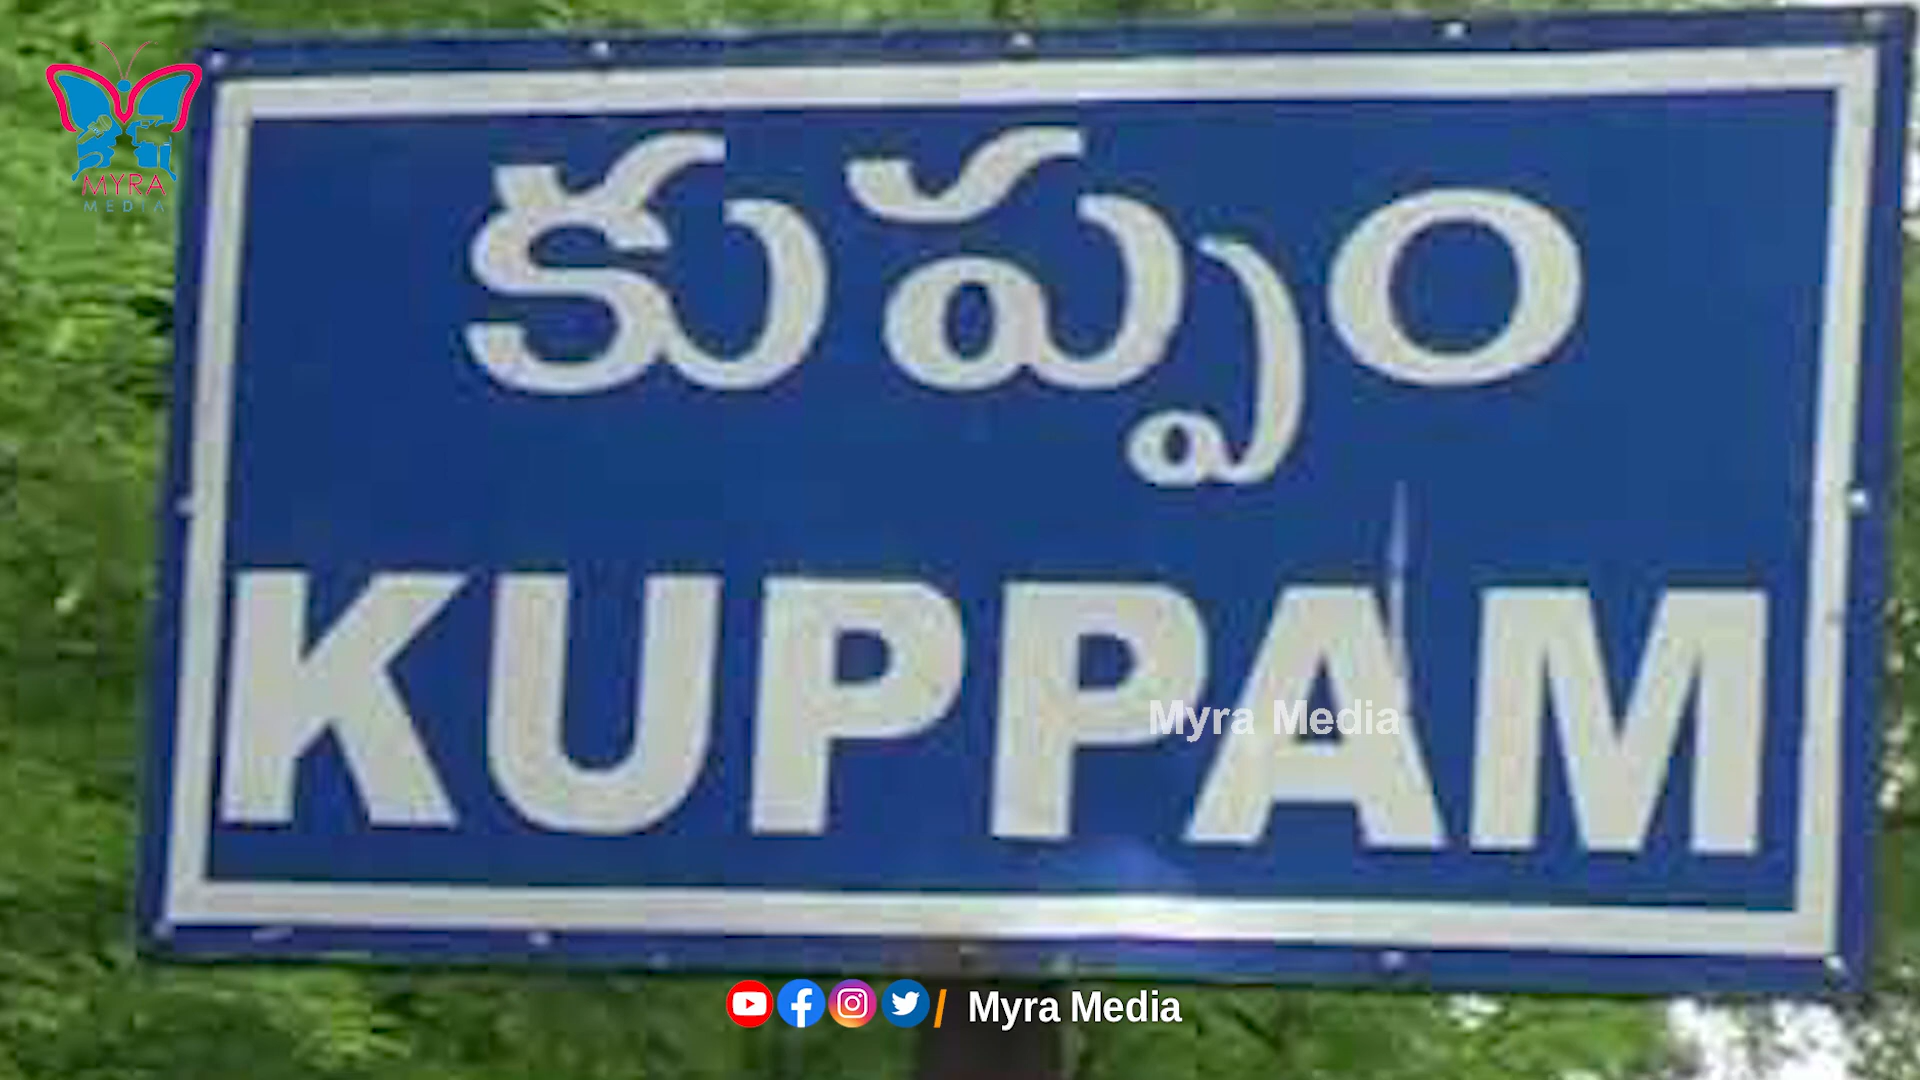 MYRA
MEDIA
కుప్పం
KUPPAM
Myra Media
/ Myra Media